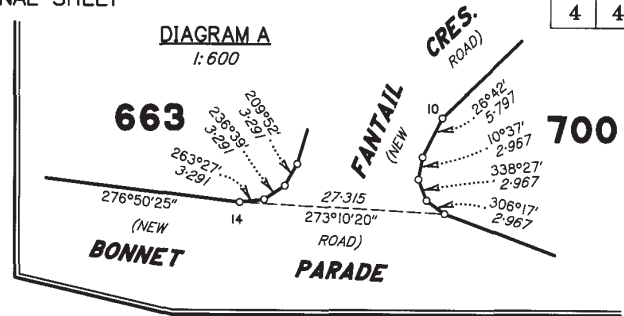 NAL SHEET
4 4
DIAGRAM A
1:600
CRES.
ROAD)
FANTAIL
(NEW
663
700
209°52'
3·291
236°39'
3·291
263°27'
3·291
10
26°42'
5·797
10°37'
2·967
338°27'
2·967
306°17'
2·967
276°50'25"
14
27·315
273°10'20"
(NEW
ROAD)
BONNET
PARADE